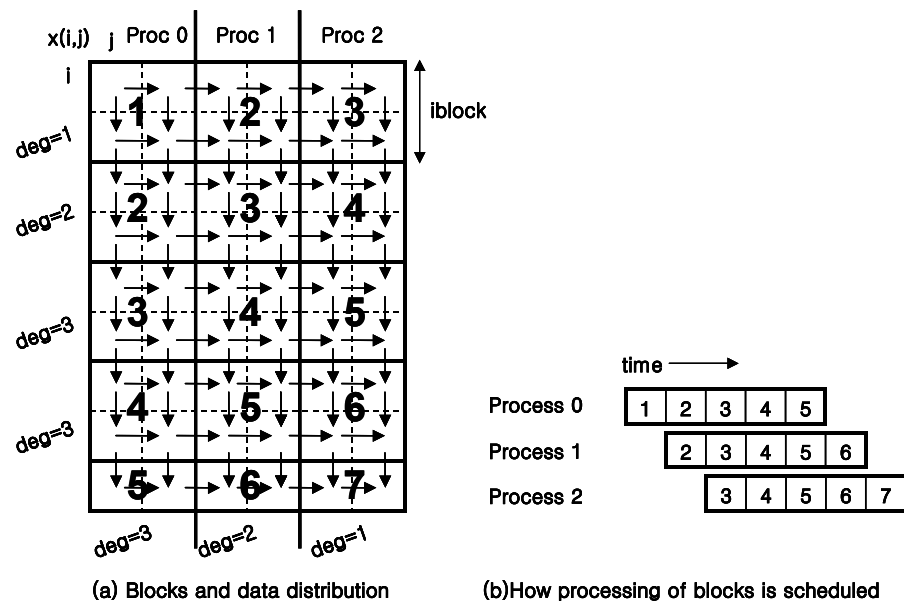 x(i,j) j Proc 0 Proc 1 Proc 2
i
iblock
1 2 3
deg=1
2 3 4
deg=2
3 4 5
deg=3
4 5 6
deg=3
5 6 7
deg=3 deg=2 deg=1
(a) Blocks and data distribution
time
Process 0 1 2 3 4 5
Process 1 2 3 4 5 6
Process 2 3 4 5 6 7
(b)How processing of blocks is scheduled